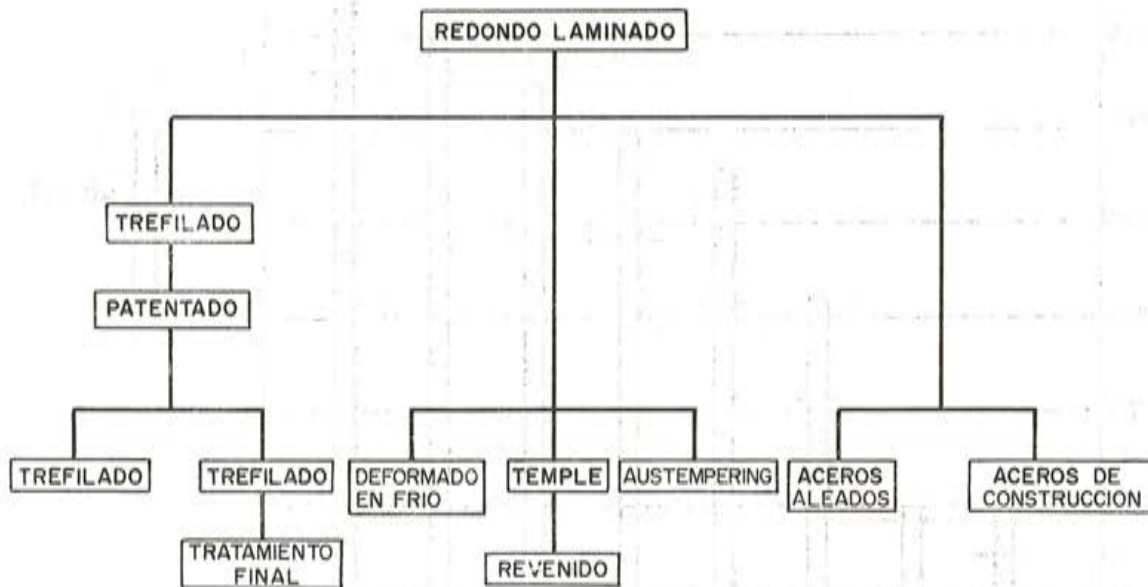 REDONDO LAMINADO
TREFILADO
PATENTADO
TREFILADO
TREFILADO
DEFORMADO
EN FRIO
TEMPLE
AUSTEMPERING
ACEROS
ALEADOS
ACEROS DE
CONSTRUCCION
TRATAMIENTO
FINAL
REVENIDO